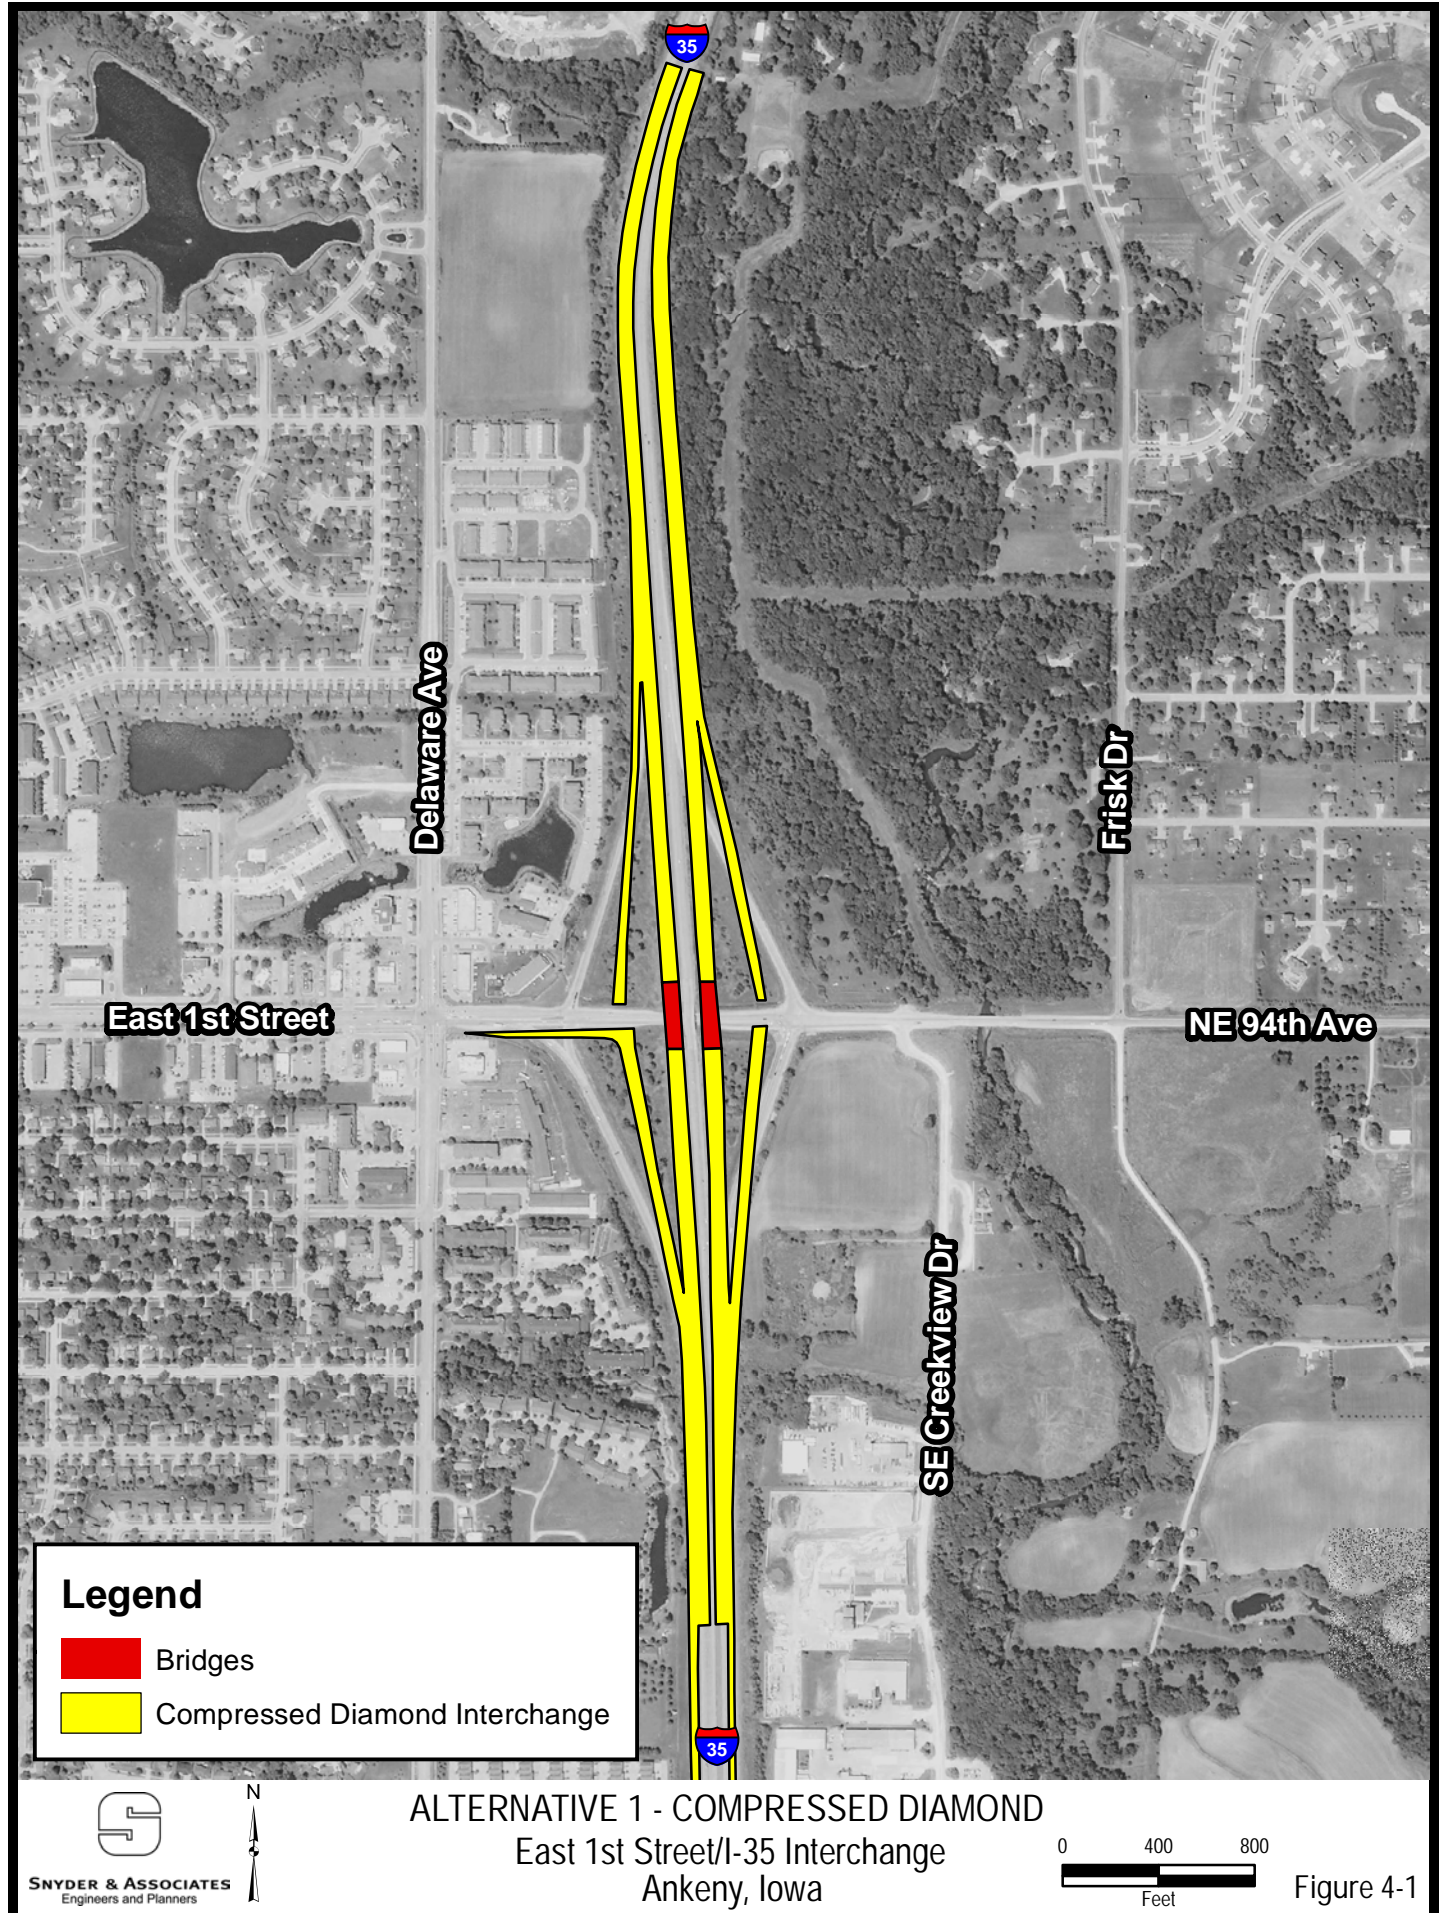 35
Delaware Ave
Frisk Dr
East 1st Street
NE 94th Ave
SE Creekview Dr
Legend
Bridges
Compressed Diamond Interchange
35
S
SNYDER & ASSOCIATES
Engineers and Planners
N
ALTERNATIVE 1 - COMPRESSED DIAMOND
East 1st Street/I-35 Interchange
Ankeny, Iowa
0 400 800
Feet
Figure 4-1